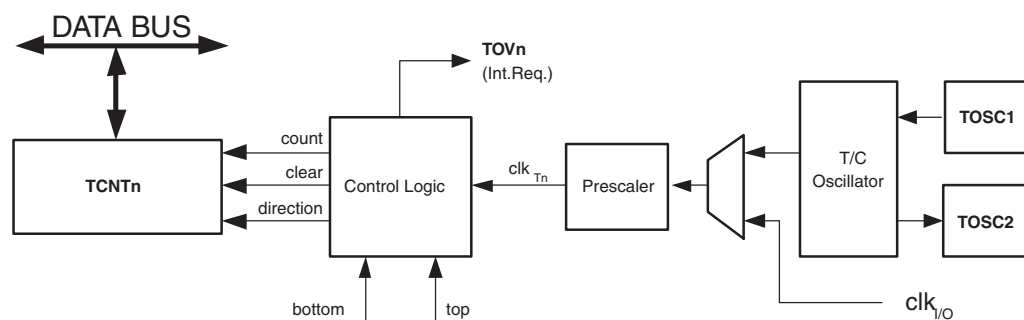 DATA BUS
TOVn
(Int.Req.)
TOSC1
count
TCNTn
clear
Control Logic
clk Tn
Prescaler
T/C
Oscillator
direction
TOSC2
bottom
top
clk I/O